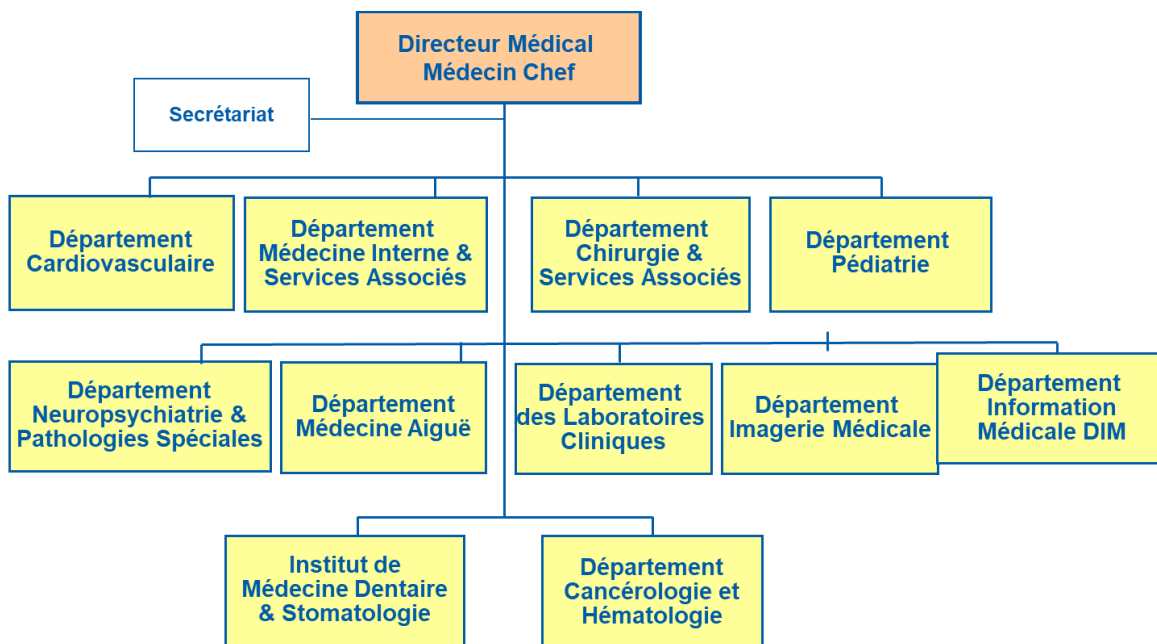 Directeur Médical
Médecin Chef
Secrétariat
Département
Cardiovasculaire
Département
Médecine Interne &
Services Associés
Département
Chirurgie &
Services Associés
Département
Pédiatrie
Département
Neuropsychiatrie &
Pathologies Spéciales
Département
Médecine Aiguë
Département
des Laboratoires
Cliniques
Département
Imagerie Médicale
Département
Information
Médicale DIM
Institut de
Médecine Dentaire
& Stomatologie
Département
Cancérologie et
Hématologie